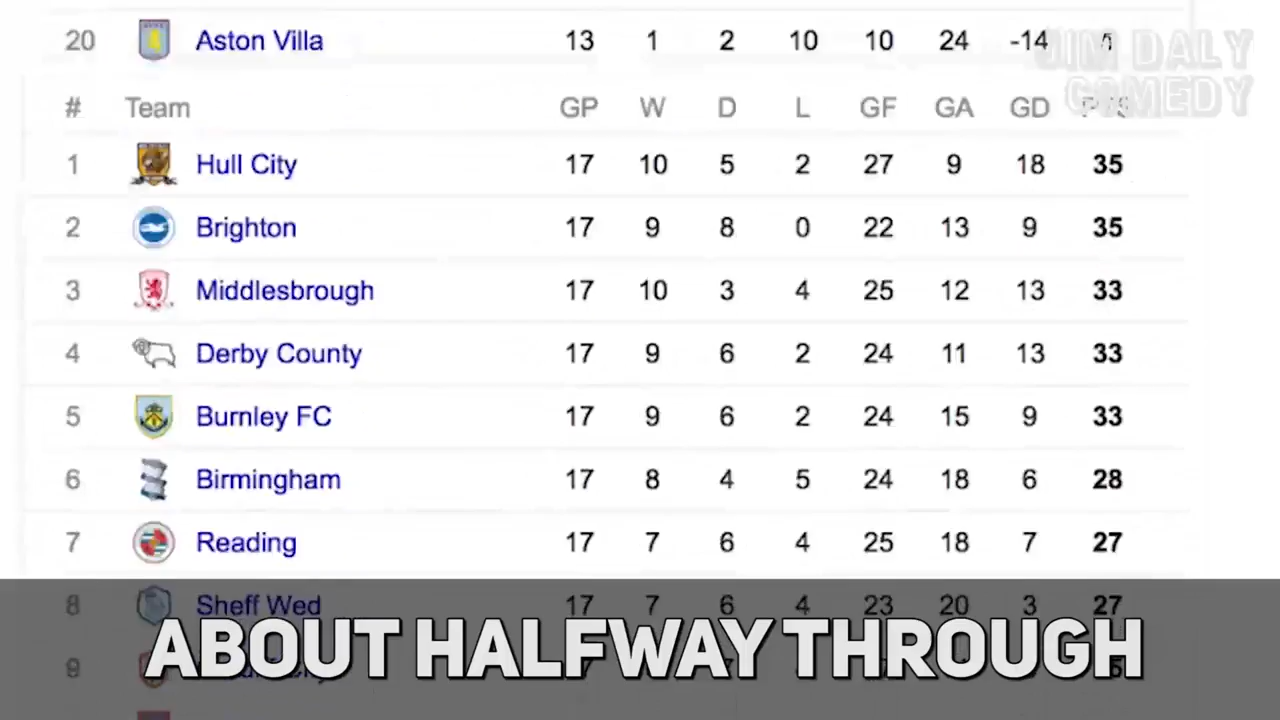 20 Aston Villa 13 1 2 10 10 24 -14
JIM DALY
COMEDY
# Team GP W D L GF GA GD PTS
1 Hull City 17 10 5 2 27 9 18 35
2 Brighton 17 9 8 0 22 13 9 35
3 Middlesbrough 17 10 3 4 25 12 13 33
4 Derby County 17 9 6 2 24 11 13 33
5 Burnley FC 17 9 6 2 24 15 9 33
6 Birmingham 17 8 4 5 24 18 6 28
7 Reading 17 7 6 4 25 18 7 27
8 Sheff Wed 17 7 6 4 23 20 3 27
9
ABOUT HALFWAY THROUGH